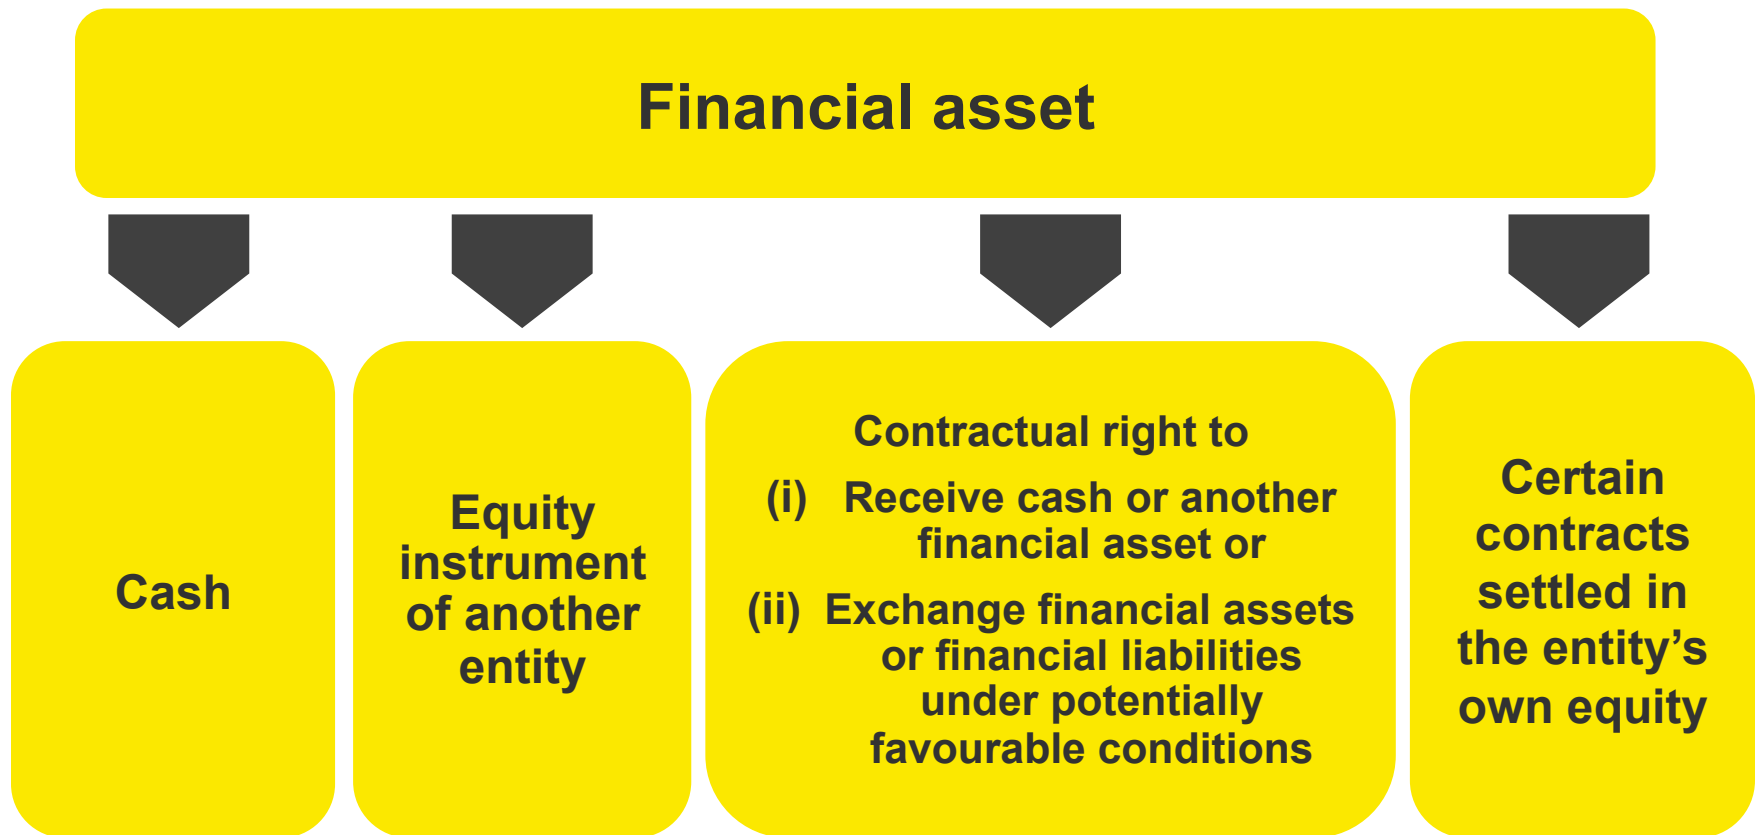 Financial asset
Cash
Equity
instrument
of another
entity
Contractual right to
(i) Receive cash or another
financial asset or
(ii) Exchange financial assets
or financial liabilities
under potentially
favourable conditions
Certain
contracts
settled in
the entity’s
own equity